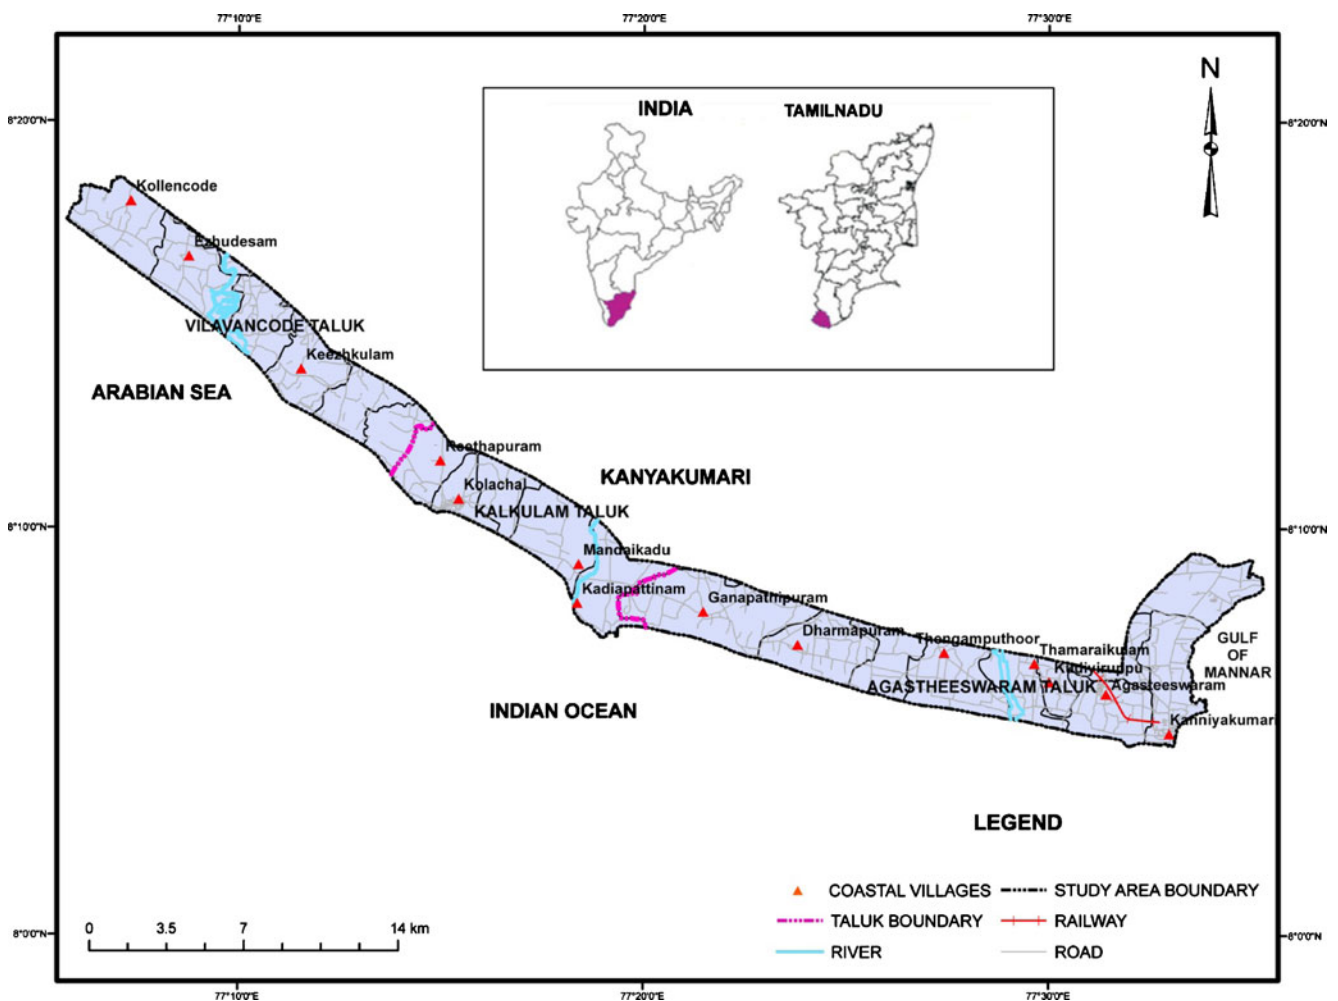 77°10'0"E 77°20'0"E 77°30'0"E
8°20'0"N 8°20'0"N
INDIA TAMILNADU
N
Kollencode
Ezhudesam
VILAVANCODE TALUK
Keezhkulam
ARABIAN SEA
Reethapuram
KANYAKUMARI
Kolachal
KALKULAM TALUK
8°10'0"N 8°10'0"N
Mandaikadu
Kadiapattinam
Ganapathipuram
Dharmapuram
Thengamputhoor
Thamaraikulam
Kudiyiruppu
AGASTHEESWARAM TALUK
Agasteeswaram
GULF
OF
MANNAR
INDIAN OCEAN
Kanniyakumari
LEGEND
COASTAL VILLAGES STUDY AREA BOUNDARY
TALUK BOUNDARY RAILWAY
RIVER ROAD
0 3.5 7 14 km
8°0'0"N 8°0'0"N
77°10'0"E 77°20'0"E 77°30'0"E